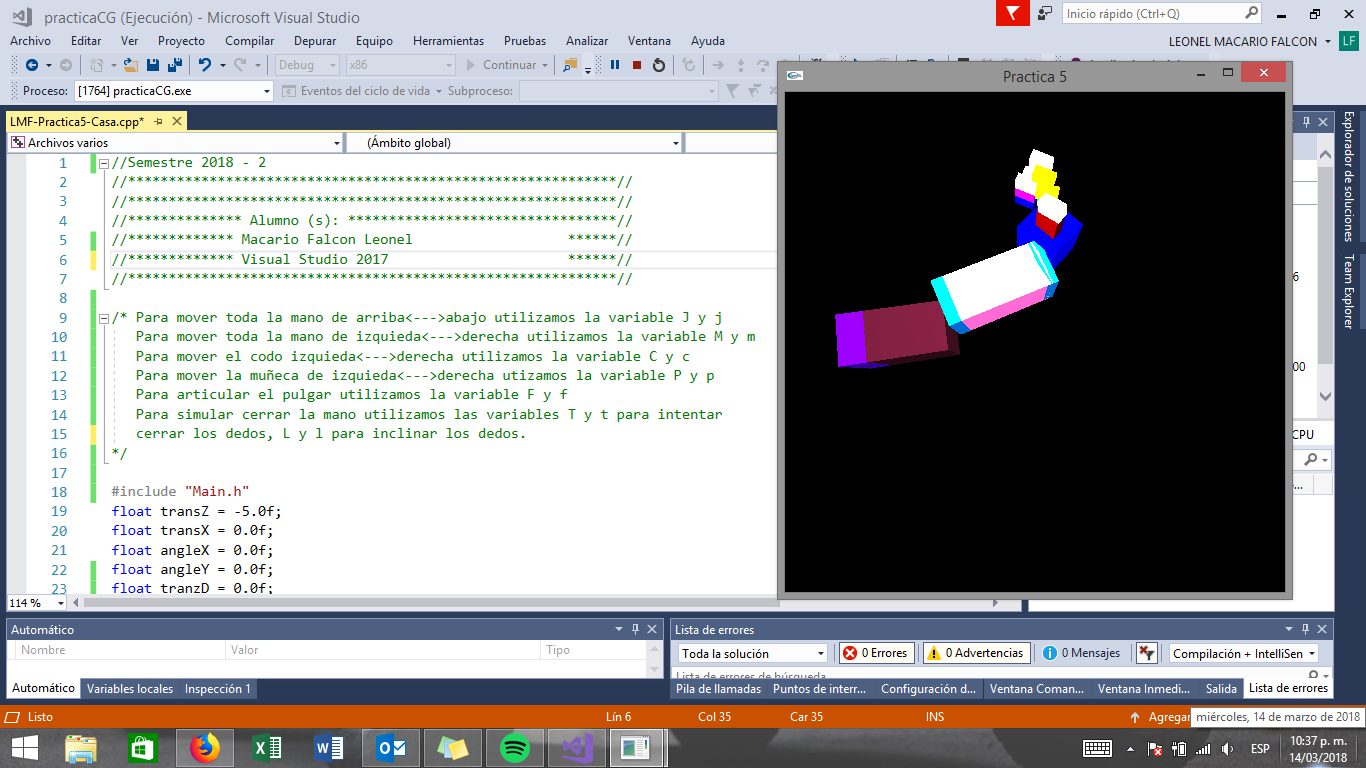 practicaCG (Ejecución) - Microsoft Visual Studio
Inicio rápido (Ctrl+Q)
Archivo Editar Ver Proyecto Compilar Depurar Equipo Herramientas Pruebas Analizar Ventana Ayuda
LEONEL MACARIO FALCON LF
Debug x86 Continuar
Proceso: [1764] practicaCG.exe Eventos del ciclo de vida Subproceso:
Practica 5
LMF-Practica5-Casa.cpp*
Archivos varios (Ámbito global)
1 //Semestre 2018 - 2
2 //************************************************************//
3 //************************************************************//
4 //************** Alumno (s): *********************************//
5 //************* Macario Falcon Leonel ******//
6 //************* Visual Studio 2017 ******//
7 //************************************************************//
8
9 /* Para mover toda la mano de arriba<--->abajo utilizamos la variable J y j
10 Para mover toda la mano de izquieda<--->derecha utilizamos la variable M y m
11 Para mover el codo izquieda<--->derecha utilizamos la variable C y c
12 Para mover la muñeca de izquieda<--->derecha utizamos la variable P y p
13 Para articular el pulgar utilizamos la variable F y f
14 Para simular cerrar la mano utilizamos las variables T y t para intentar
15 cerrar los dedos, L y l para inclinar los dedos.
16 */
17
18 #include "Main.h"
19 float transZ = -5.0f;
20 float transX = 0.0f;
21 float angleX = 0.0f;
22 float angleY = 0.0f;
23 float tranzD = 0.0f;
114 %
Explorador de soluciones
Team Explorer
6
00
CPU
Automático
Nombre Valor Tipo
Automático Variables locales Inspección 1
Lista de errores
Toda la solución 0 Errores 0 Advertencias 0 Mensajes Compilación + IntelliSen
Lista de errores de búsqueda
Pila de llamadas Puntos de interr... Configuración d... Ventana Coman... Ventana Inmedi... Salida Lista de errores
Listo Lín 6 Col 35 Car 35 INS Agregar
miércoles, 14 de marzo de 2018
ESP
10:37 p. m.
14/03/2018